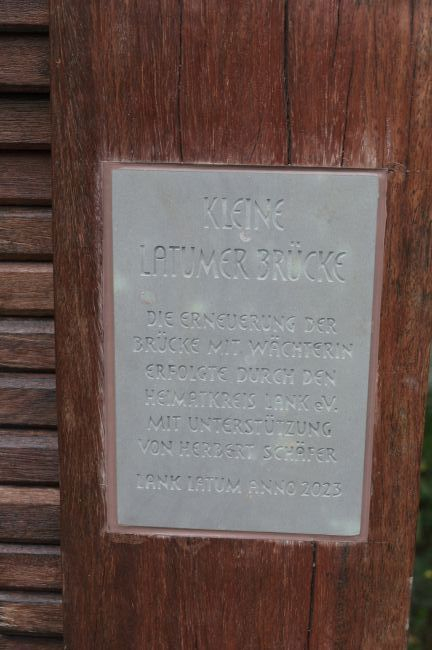 KLEINE
LATUMER BRÜCKE
DIE ERNEUERUNG DER
BRÜCKE MIT WÄCHTERIN
ERFOLGTE DURCH DEN
HEIMATKREIS LANK eV.
MIT UNTERSTÜTZUNG
VON HERBERT SCHÄFER
LANK LATUM ANNO 2023